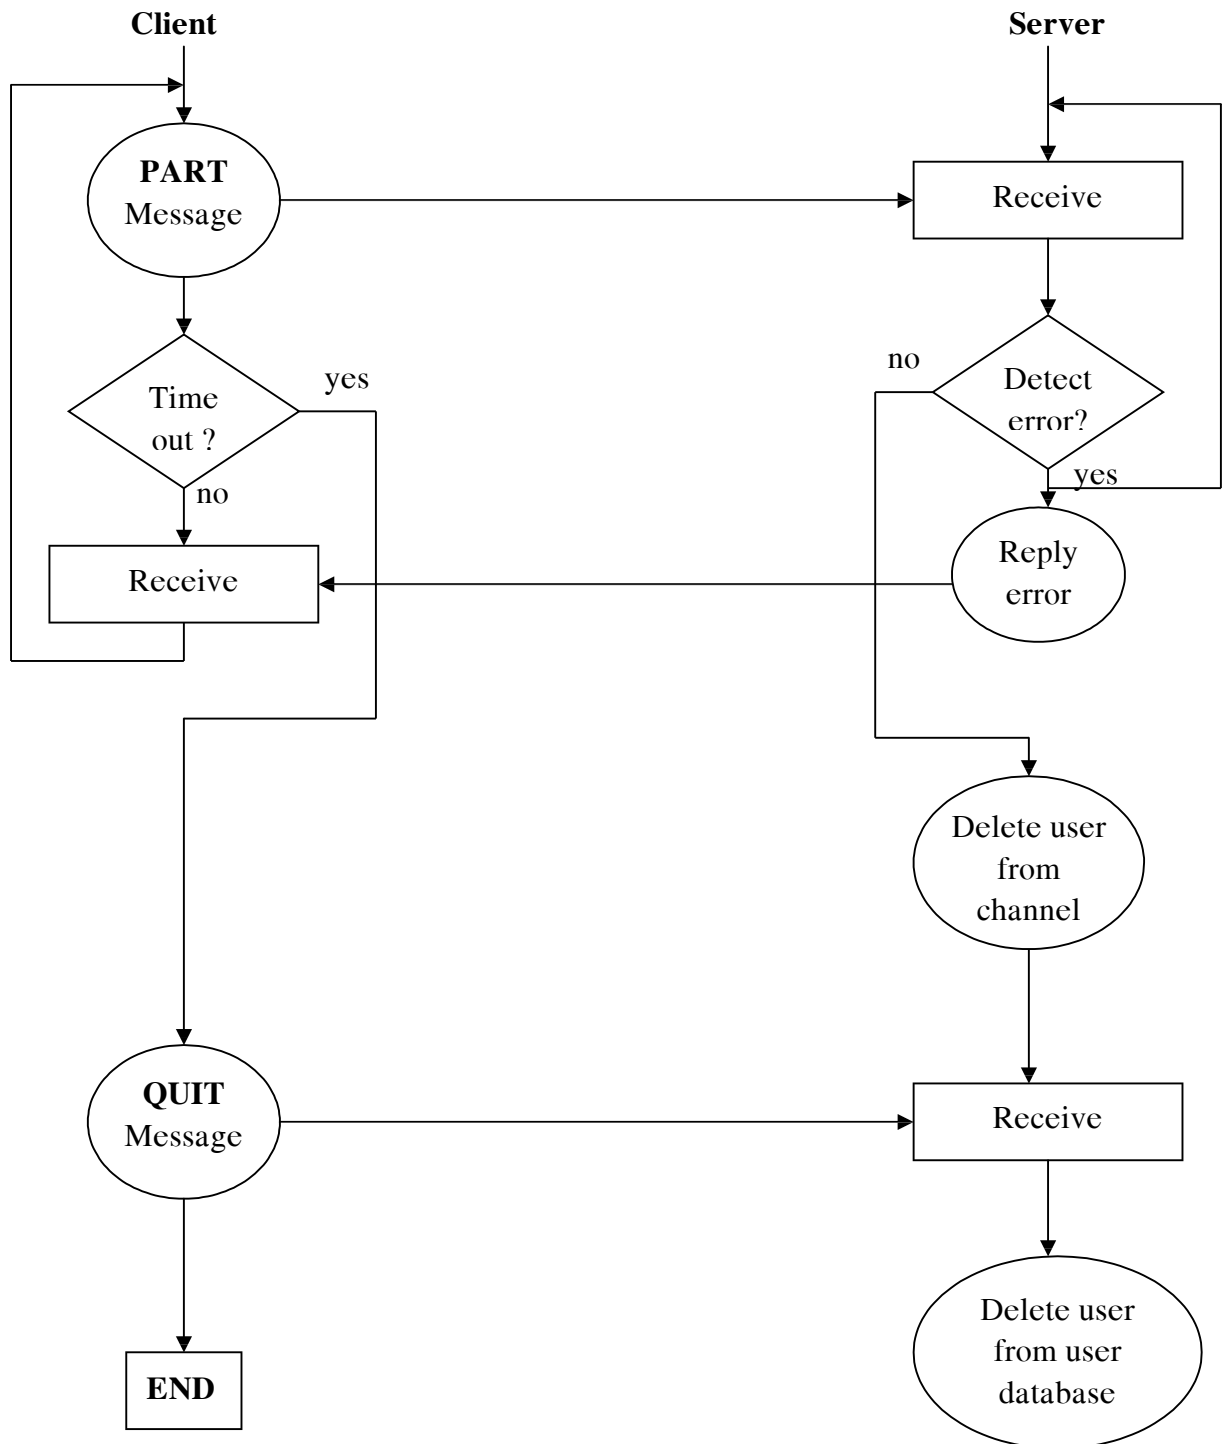 Client
Server
PART
Message
Receive
Time
out ?
yes
no
no
Detect
error?
yes
Receive
Reply
error
Delete user
from
channel
QUIT
Message
Receive
END
Delete user
from user
database